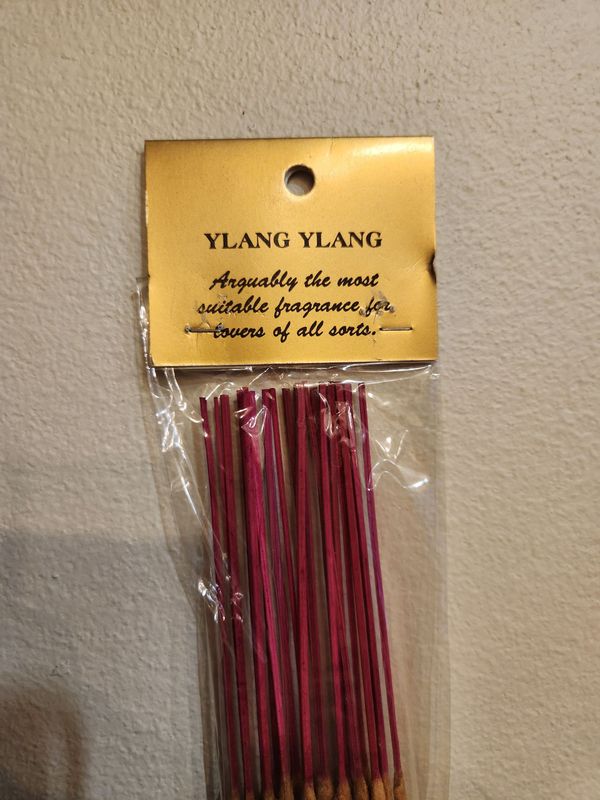 YLANG YLANG
Arguably the most
suitable fragrance for
lovers of all sorts.